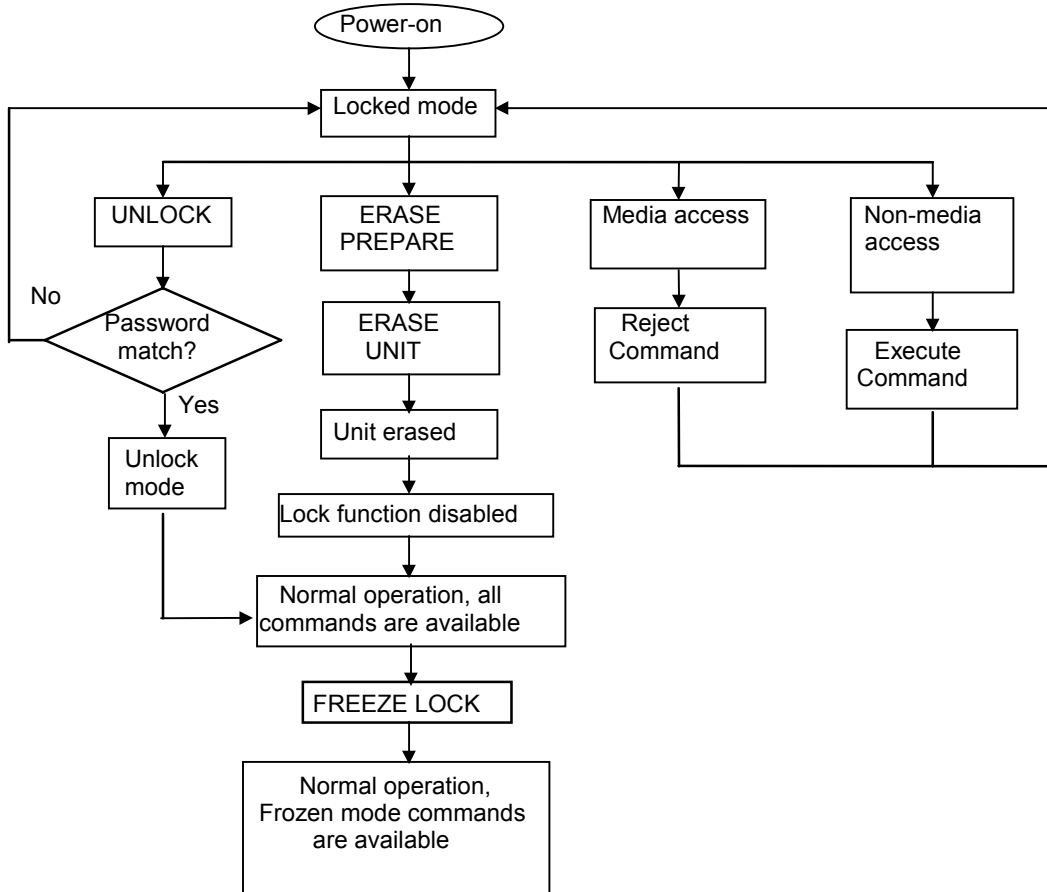 Power-on
Locked mode
UNLOCK
ERASE
PREPARE
Media access
Non-media
access
No
Password
match?
ERASE
UNIT
Reject
Command
Execute
Command
Yes
Unit erased
Unlock
mode
Lock function disabled
Normal operation, all
commands are available
FREEZE LOCK
Normal operation,
Frozen mode commands
are available